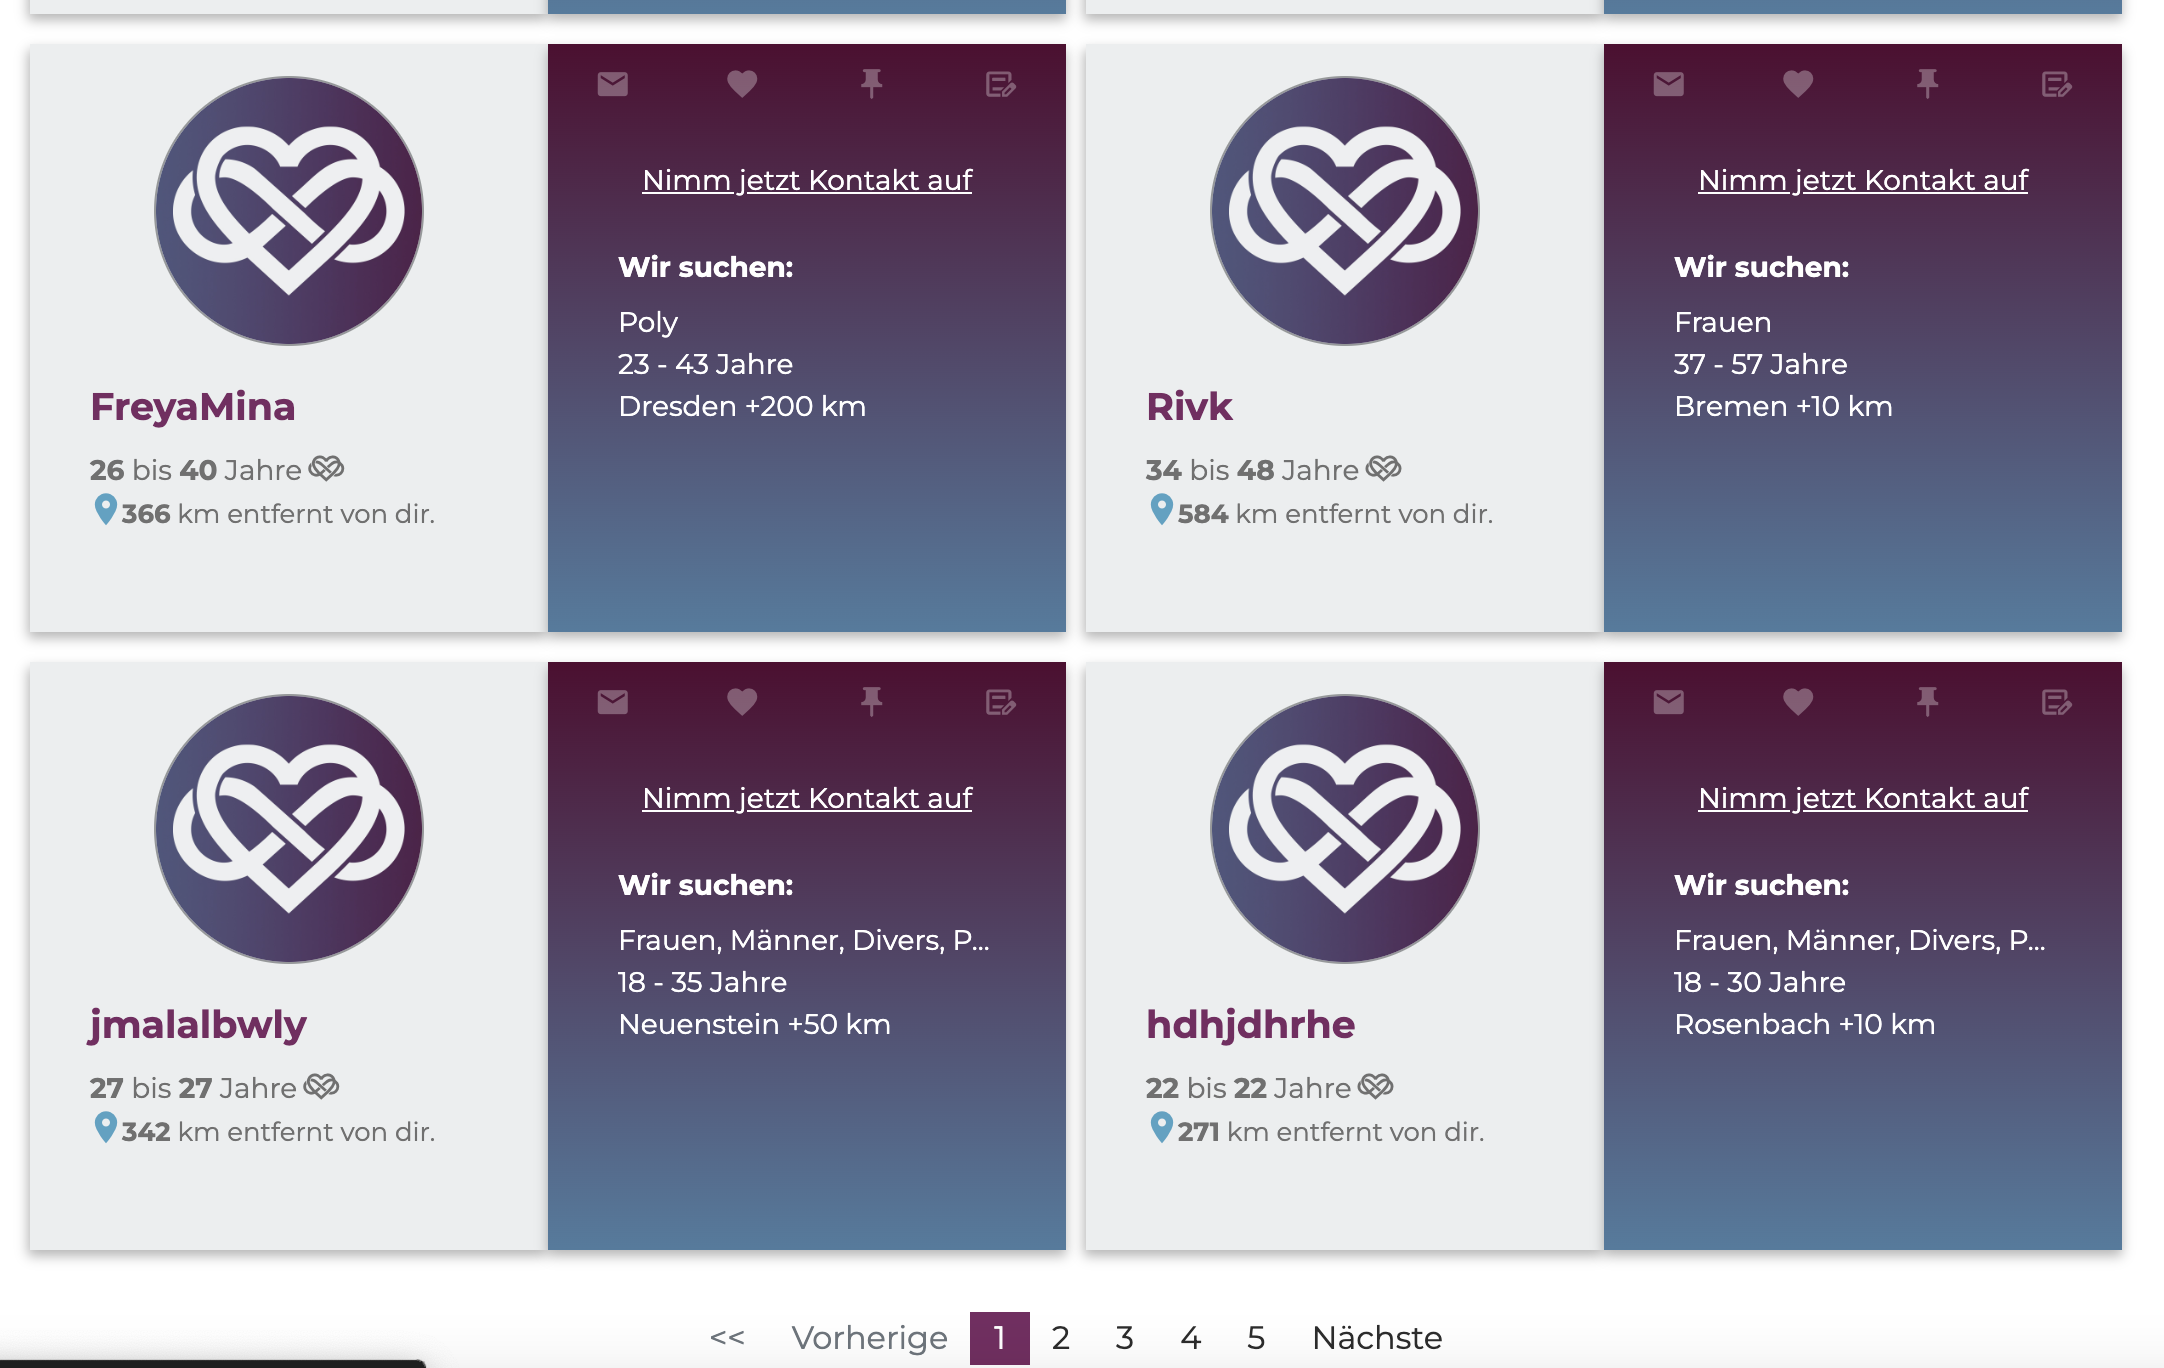 Nimm jetzt Kontakt auf
Wir suchen:
Poly
23 - 43 Jahre
Dresden +200 km
FreyaMina
26 bis 40 Jahre
366 km entfernt von dir.
Nimm jetzt Kontakt auf
Wir suchen:
Frauen
37 - 57 Jahre
Bremen +10 km
Rivk
34 bis 48 Jahre
584 km entfernt von dir.
Nimm jetzt Kontakt auf
Wir suchen:
Frauen, Männer, Divers, P...
18 - 35 Jahre
Neuenstein +50 km
jmalalbwly
27 bis 27 Jahre
342 km entfernt von dir.
Nimm jetzt Kontakt auf
Wir suchen:
Frauen, Männer, Divers, P...
18 - 30 Jahre
Rosenbach +10 km
hdhjdhrhe
22 bis 22 Jahre
271 km entfernt von dir.
<< Vorherige 1 2 3 4 5 Nächste